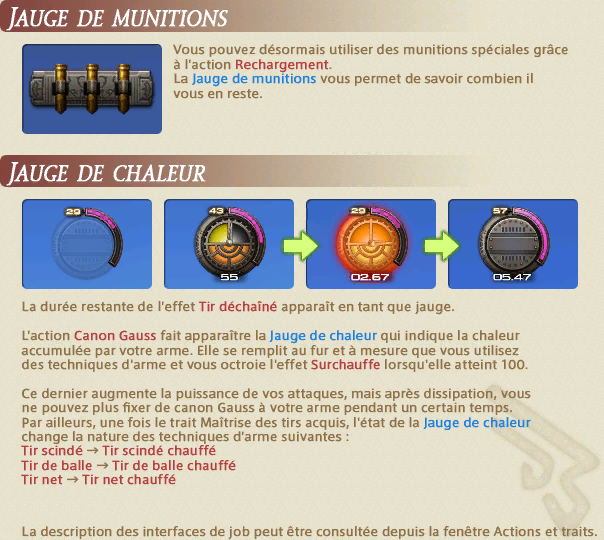 JAUGE DE MUNITIONS
Vous pouvez désormais utiliser des munitions spéciales grâce
à l'action Rechargement.
La Jauge de munitions vous permet de savoir combien il
vous en reste.
JAUGE DE CHALEUR
29
43
55
29
02.67
57
05.47
La durée restante de l'effet Tir déchaîné apparaît en tant que jauge.
L'action Canon Gauss fait apparaître la Jauge de chaleur qui indique la chaleur
accumulée par votre arme. Elle se remplit au fur et à mesure que vous utilisez
des techniques d'arme et vous octroie l'effet Surchauffe lorsqu'elle atteint 100.
Ce dernier augmente la puissance de vos attaques, mais après dissipation, vous
ne pouvez plus fixer de canon Gauss à votre arme pendant un certain temps.
Par ailleurs, une fois le trait Maîtrise des tirs acquis, l'état de la Jauge de chaleur
change la nature des techniques d'arme suivantes :
Tir scindé → Tir scindé chauffé
Tir de balle → Tir de balle chauffé
Tir net → Tir net chauffé
La description des interfaces de job peut être consultée depuis la fenêtre Actions et traits.